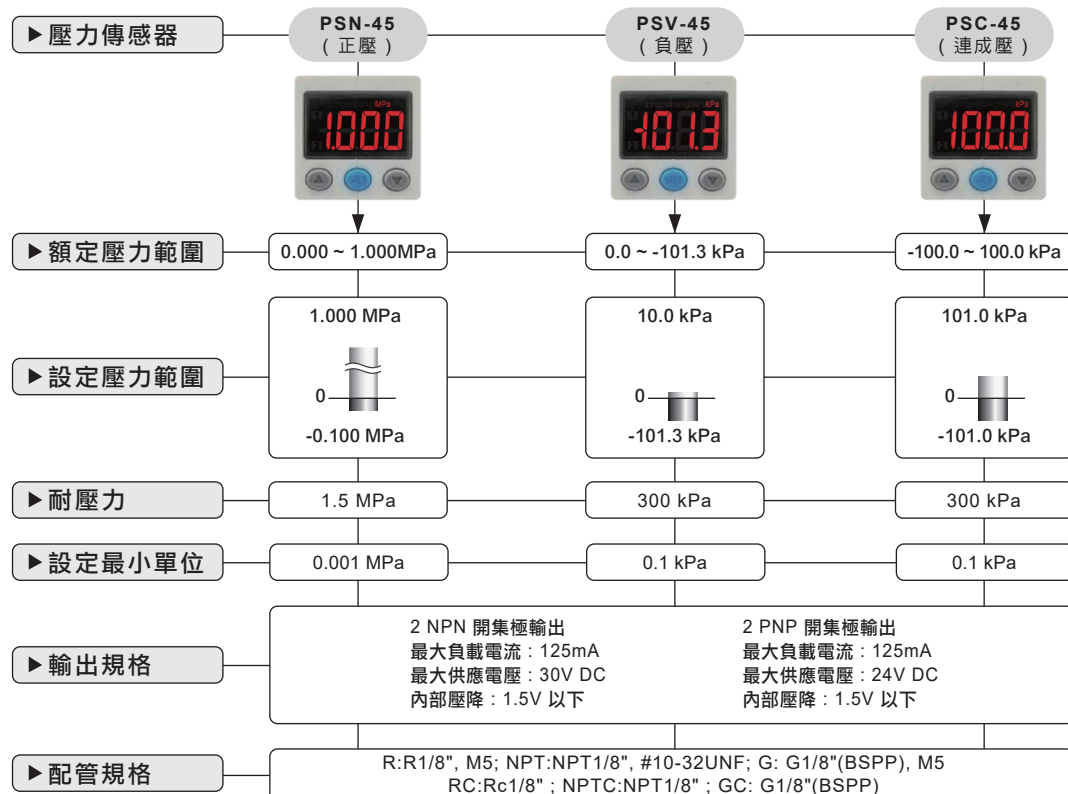 ▶壓力傳感器
PSN-45
(正壓)
PSV-45
(負壓)
PSC-45
(連成壓)
MPa
1.000
kPa
-101.3
kPa
100.0
▶額定壓力範圍
0.000 ~ 1.000MPa
0.0 ~ -101.3 kPa
-100.0 ~ 100.0 kPa
▶設定壓力範圍
1.000 MPa
0
-0.100 MPa
10.0 kPa
0
-101.3 kPa
101.0 kPa
0
-101.0 kPa
▶耐壓力
1.5 MPa
300 kPa
300 kPa
▶設定最小單位
0.001 MPa
0.1 kPa
0.1 kPa
▶輸出規格
2 NPN 開集極輸出
最大負載電流：125mA
最大供應電壓：30V DC
內部壓降：1.5V 以下
2 PNP 開集極輸出
最大負載電流：125mA
最大供應電壓：24V DC
內部壓降：1.5V 以下
▶配管規格
R:R1/8", M5; NPT:NPT1/8", #10-32UNF; G: G1/8"(BSPP), M5
RC:Rc1/8" ; NPTC:NPT1/8" ; GC: G1/8"(BSPP)